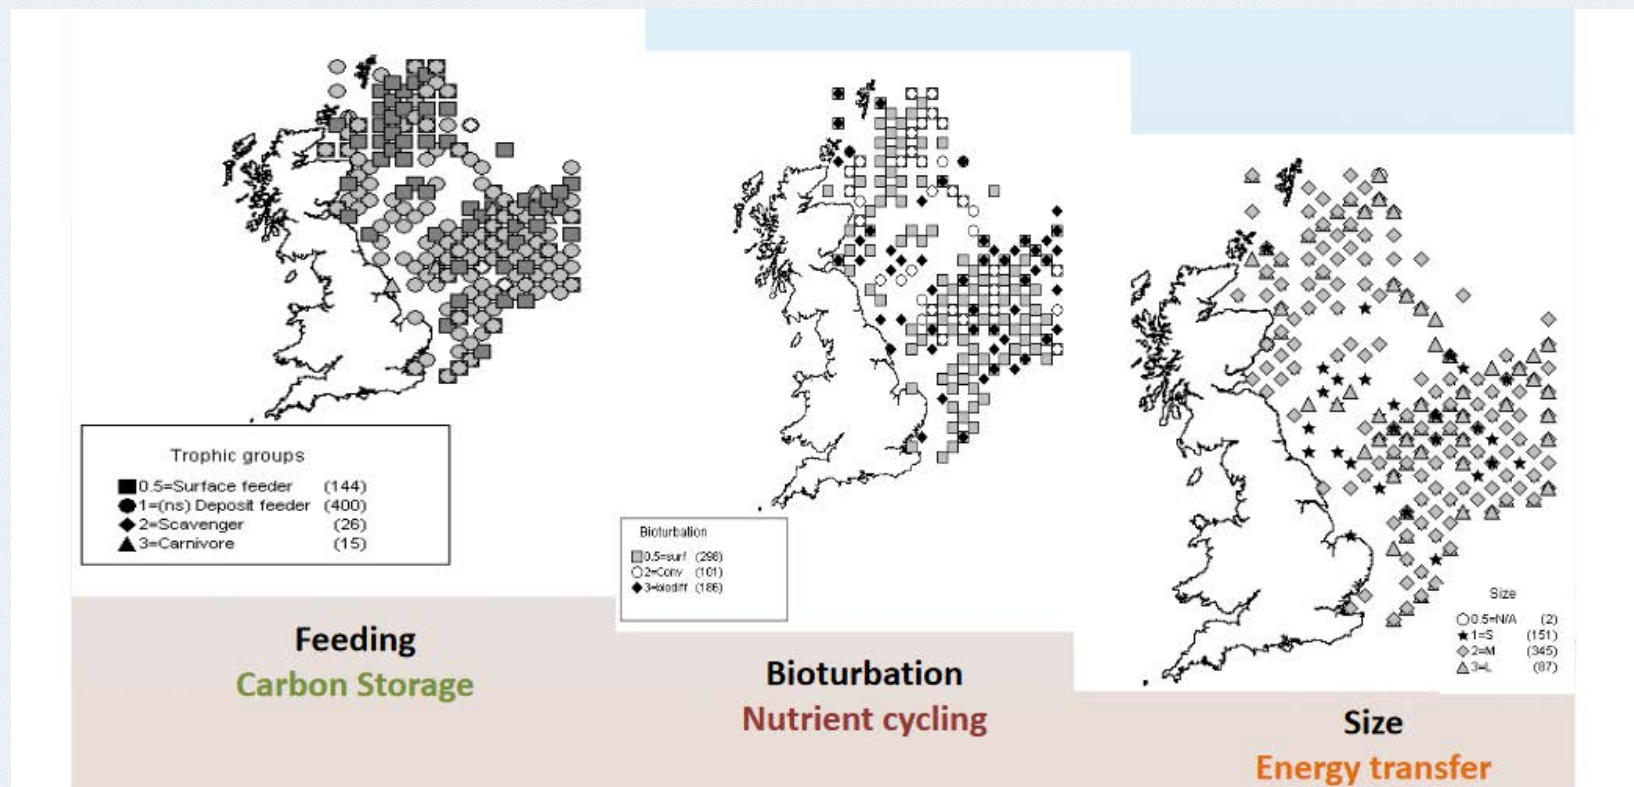 Trophic groups
0.5=Surface feeder (144)
1=(ns) Deposit feeder (400)
2=Scavenger (26)
3=Carnivore (15)
Feeding
Carbon Storage
Bioturbation
0.5=surf (298)
2=Conv (101)
3=biodiff (186)
Bioturbation
Nutrient cycling
Size
0.5=N/A (2)
1=S (151)
2=M (345)
3=L (87)
Size
Energy transfer